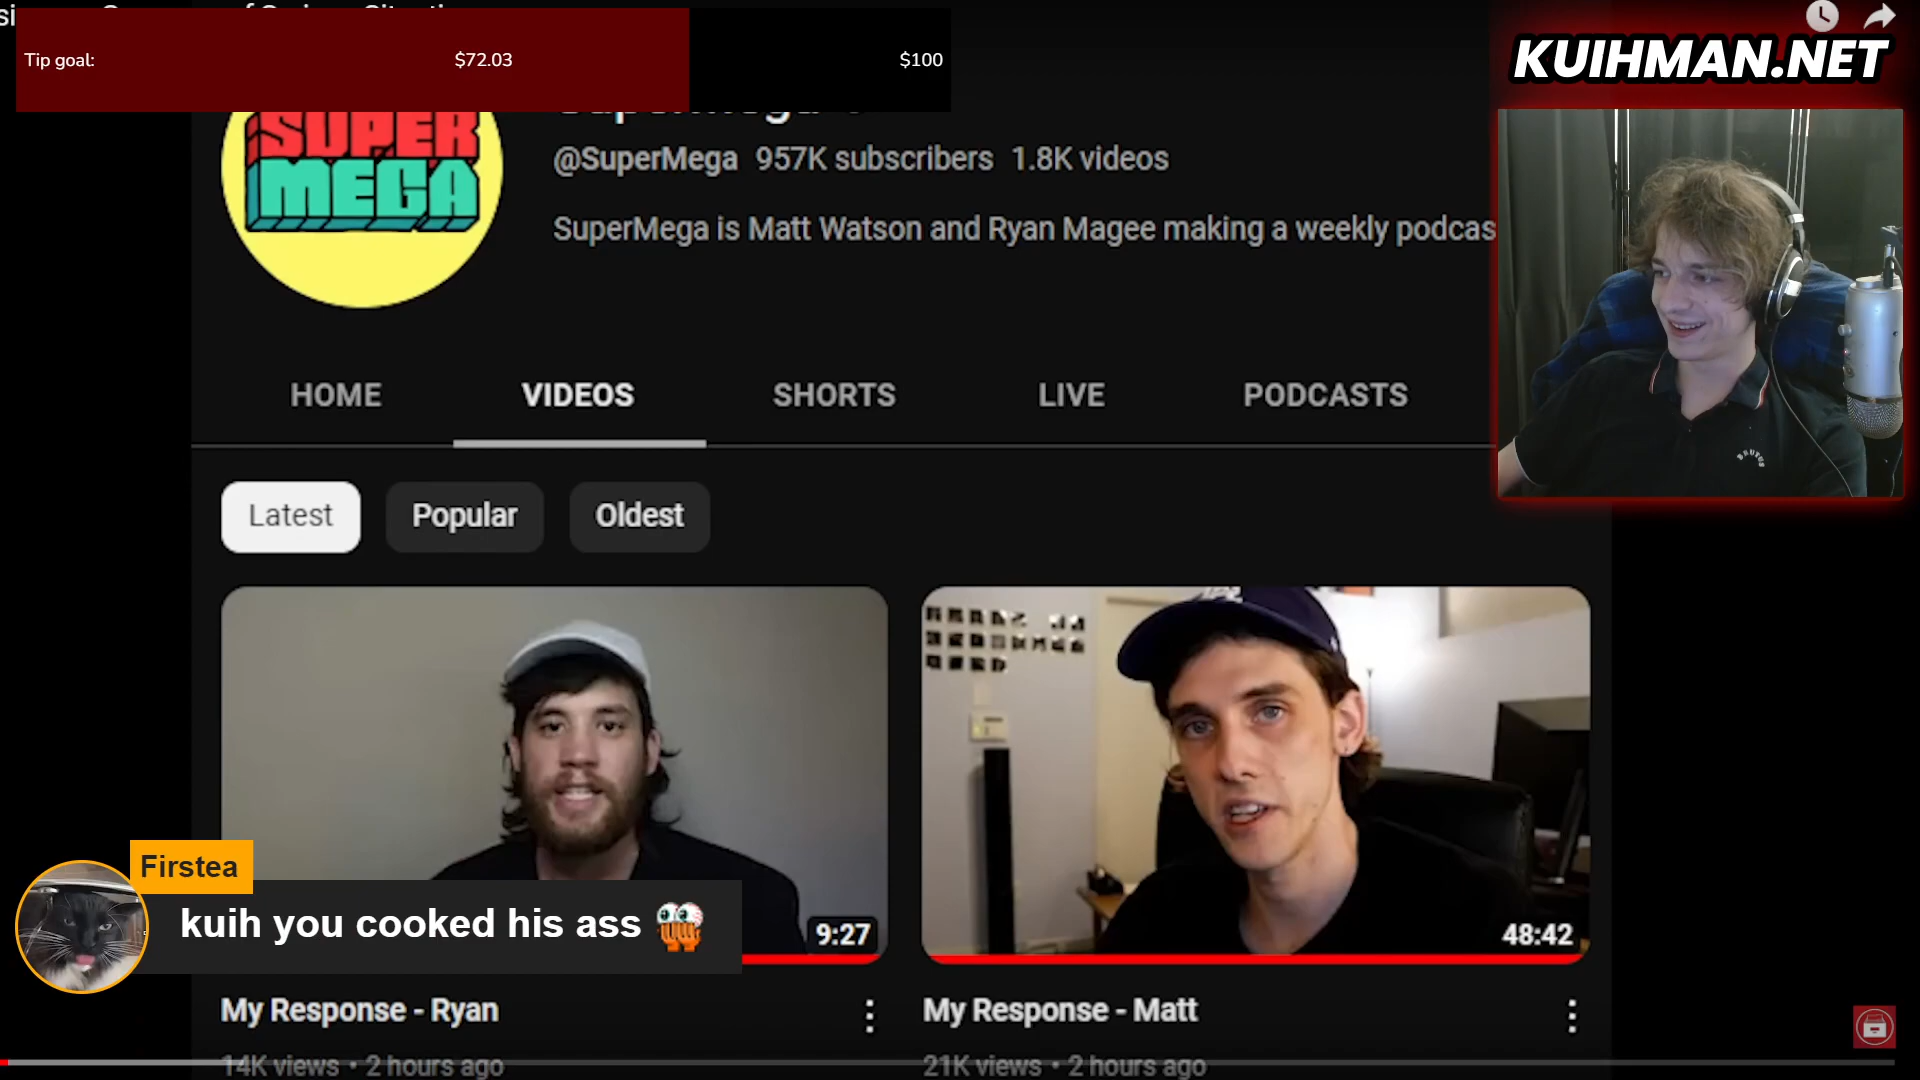 Tip goal:
$72.03
$100
KUIHMAN.NET
SUPER
MEGA
@SuperMega 957K subscribers 1.8K videos
SuperMega is Matt Watson and Ryan Magee making a weekly podcas
HOME
VIDEOS
SHORTS
LIVE
PODCASTS
BRUTUS
Latest
Popular
Oldest
Firstea
kuih you cooked his ass
9:27
48:42
My Response - Ryan
My Response - Matt
14K views • 2 hours ago
21K views • 2 hours ago